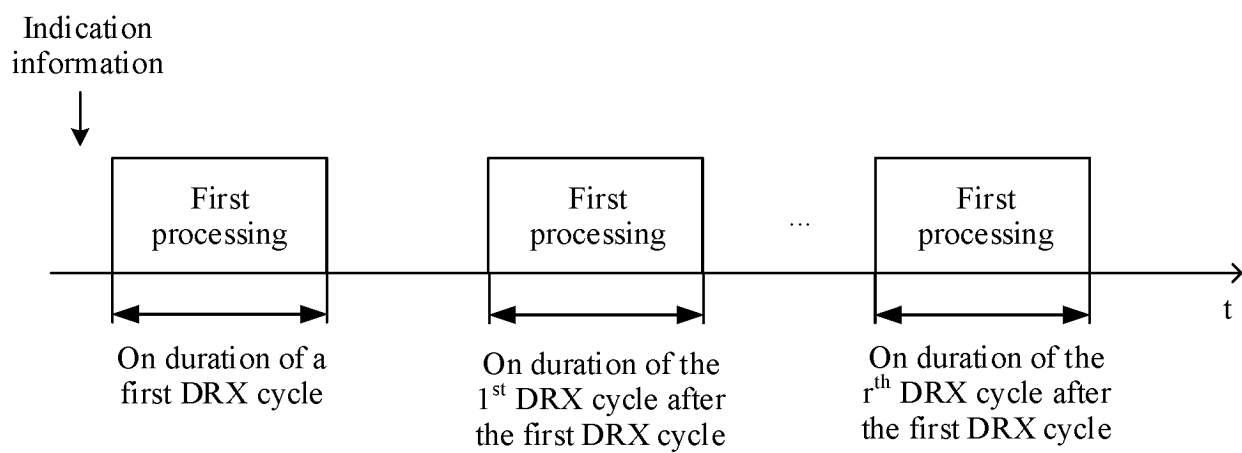 Indication
information
First
processing
First
processing
...
First
processing
t
On duration of a
first DRX cycle
On duration of the
1st DRX cycle after
the first DRX cycle
On duration of the
rth DRX cycle after
the first DRX cycle